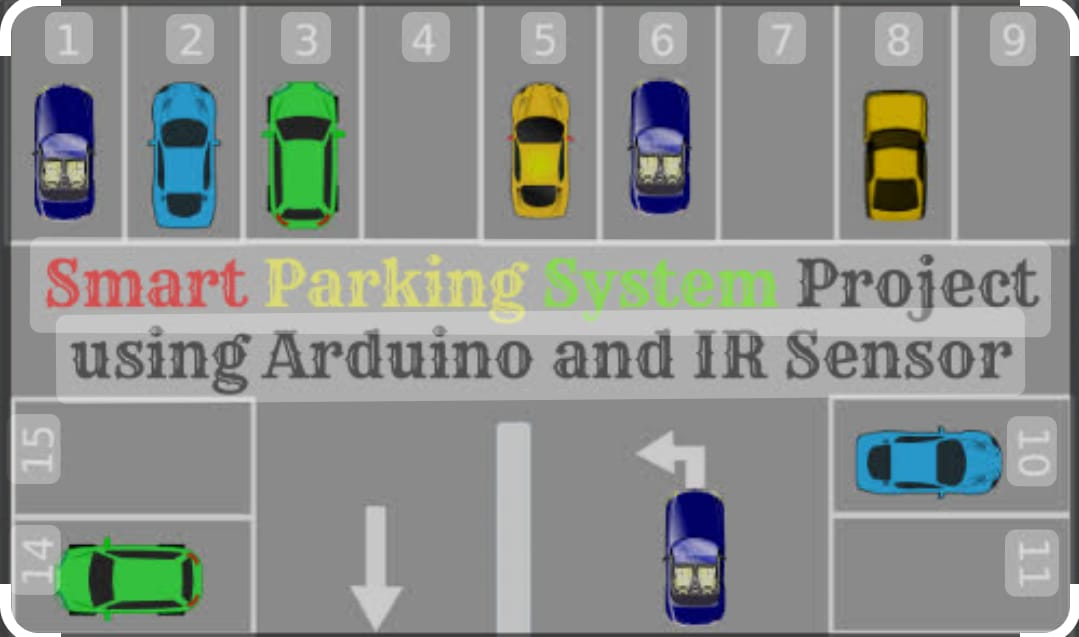 1 2 3 4 5 6 7 8 9
Smart Parking System Project
using Arduino and IR Sensor
15 10
14 11